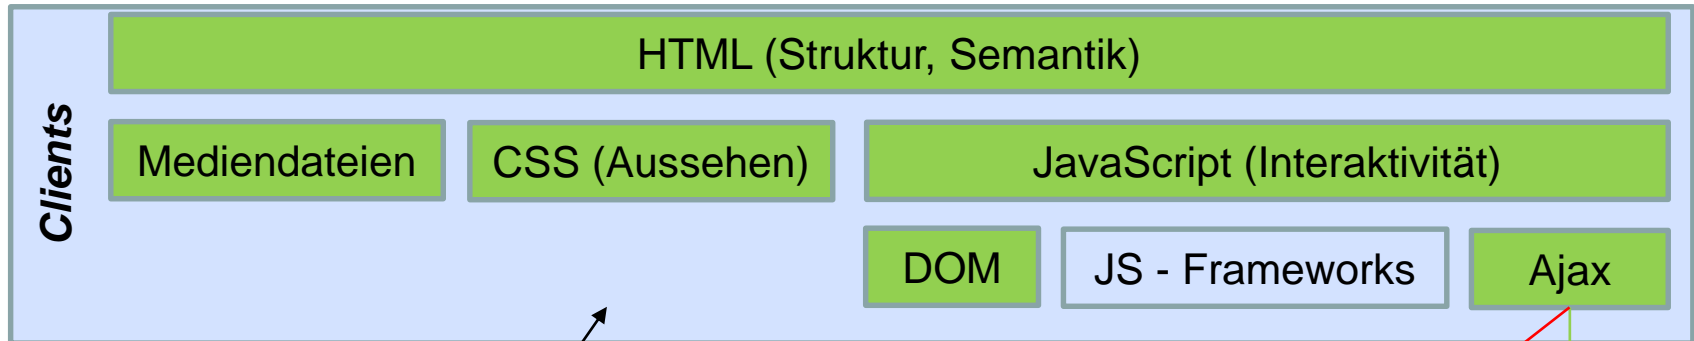 HTML (Struktur, Semantik)
Clients
Mediendateien
CSS (Aussehen)
JavaScript (Interaktivität)
DOM
JS - Frameworks
Ajax